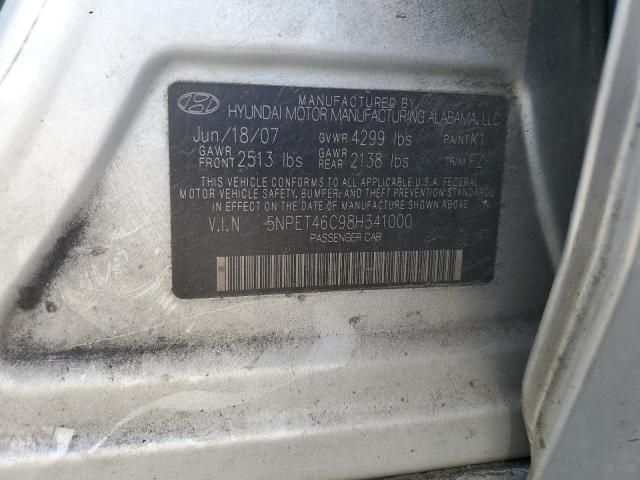 MANUFACTURED BY
HYUNDAI MOTOR MANUFACTURING ALABAMA, LLC
Jun/18/07 GVWR 4299 lbs PAINT K1
GAWR FRONT 2513 lbs GAWR REAR 2138 lbs TRIM FZ
THIS VEHICLE CONFORMS TO ALL APPLICABLE U.S.A. FEDERAL
MOTOR VEHICLE SAFETY, BUMPER, AND THEFT PREVENTION STANDARDS
IN EFFECT ON THE DATE OF MANUFACTURE SHOWN ABOVE.
V.I.N 5NPET46C98H341000
PASSENGER CAR